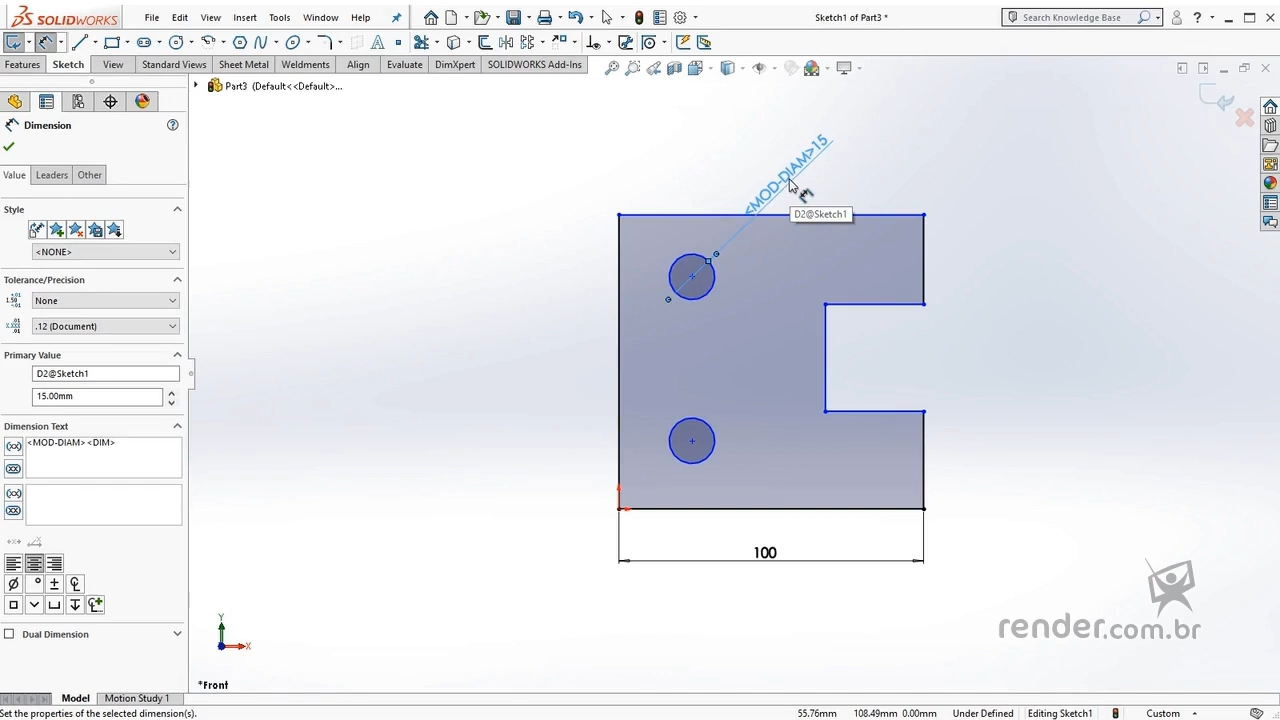 SOLIDWORKS
File Edit View Insert Tools Window Help
Sketch1 of Part3 *
Search Knowledge Base
Features Sketch View Standard Views Sheet Metal Weldments Align Evaluate DimXpert SOLIDWORKS Add-Ins
Part3 (Default<<Default>...
Dimension
Value Leaders Other
Style
<NONE>
Tolerance/Precision
None
.12 (Document)
Primary Value
D2@Sketch1
15.00mm
Dimension Text
<MOD-DIAM><DIM>
Dual Dimension
<MOD-DIAM>15
D2@Sketch1
100
Y
X
*Front
render.com.br
Model Motion Study 1
Set the properties of the selected dimension(s).
55.76mm 108.49mm 0.00mm Under Defined Editing Sketch1 Custom